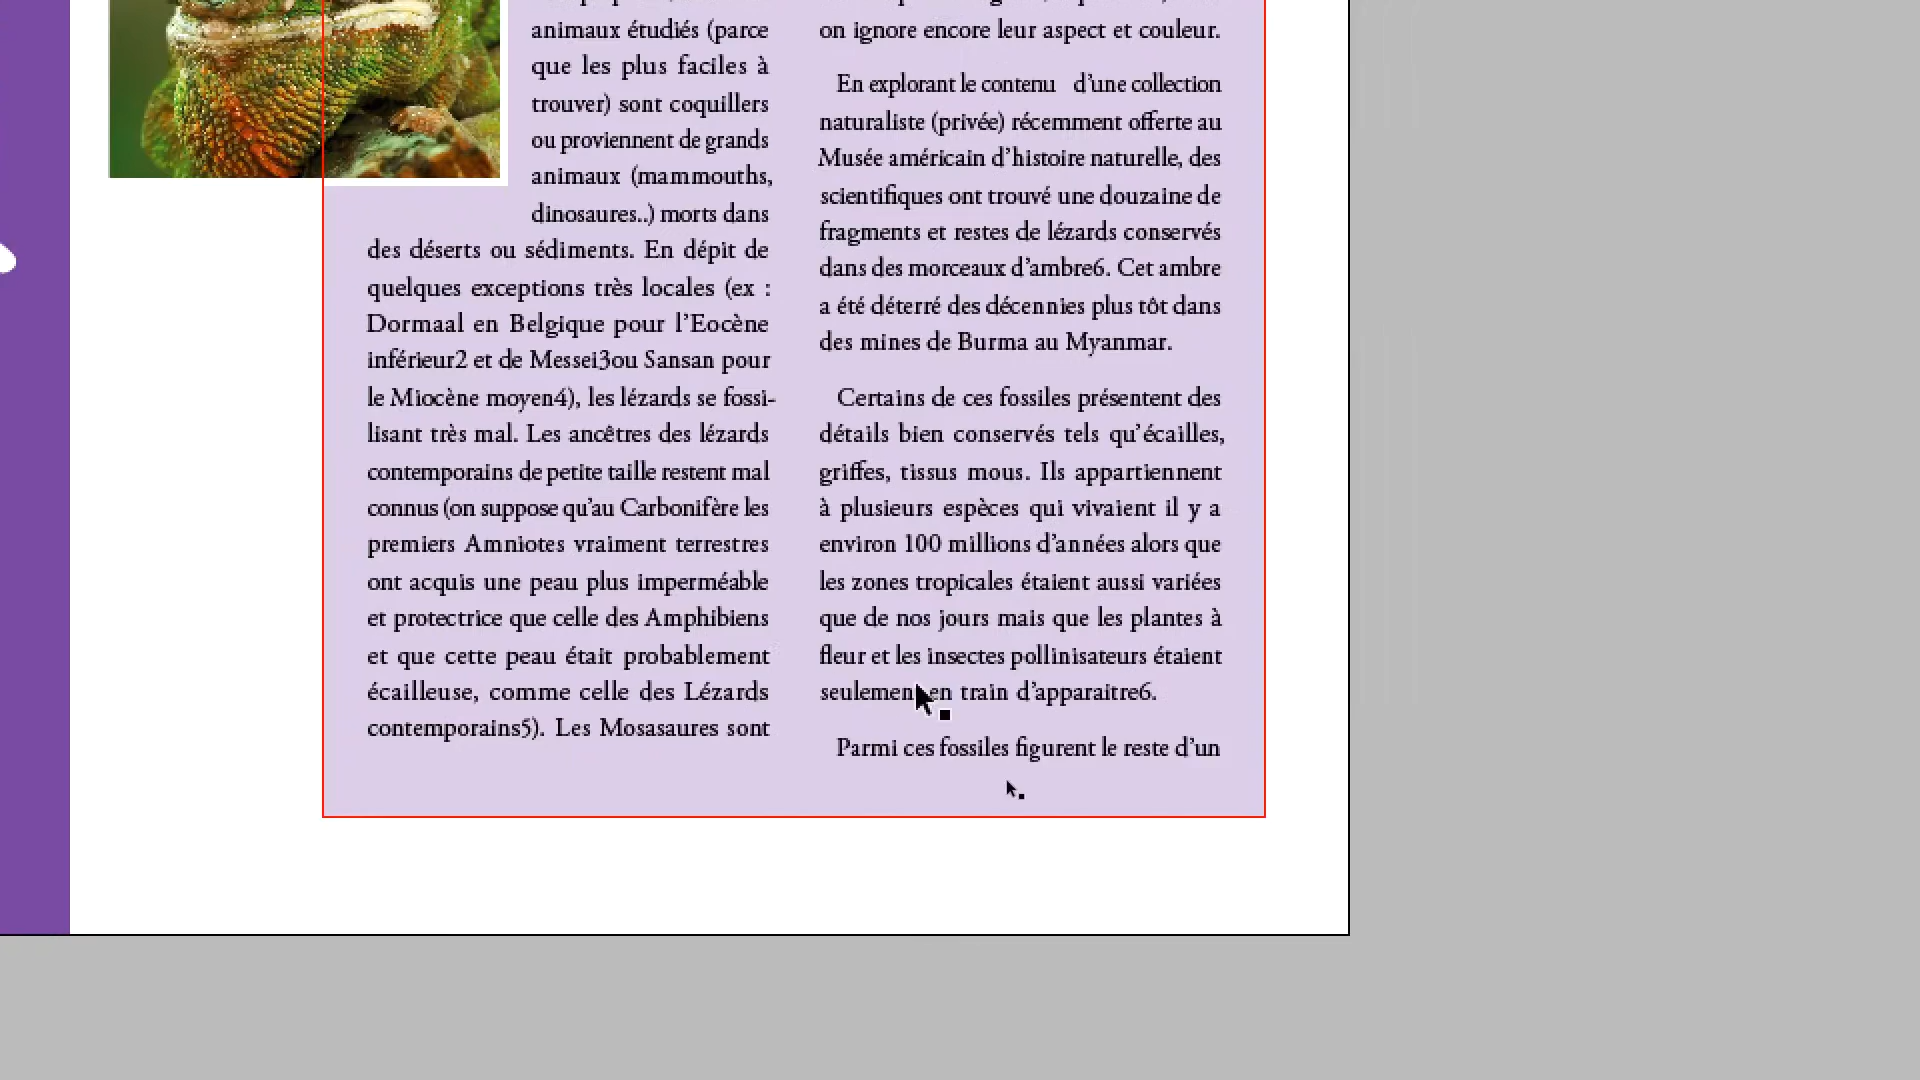 animaux étudiés (parce
que les plus faciles à
trouver) sont coquillers
ou proviennent de grands
animaux (mammouths,
dinosaures..) morts dans
des déserts ou sédiments. En dépit de
quelques exceptions très locales (ex :
Dormaal en Belgique pour l’Eocène
inférieur2 et de Messei3ou Sansan pour
le Miocène moyen4), les lézards se fossi-
lisant très mal. Les ancêtres des lézards
contemporains de petite taille restent mal
connus (on suppose qu’au Carbonifère les
premiers Amniotes vraiment terrestres
ont acquis une peau plus imperméable
et protectrice que celle des Amphibiens
et que cette peau était probablement
écailleuse, comme celle des Lézards
contemporains5). Les Mosasaures sont
on ignore encore leur aspect et couleur.
En explorant le contenu d’une collection
naturaliste (privée) récemment offerte au
Musée américain d’histoire naturelle, des
scientifiques ont trouvé une douzaine de
fragments et restes de lézards conservés
dans des morceaux d’ambre6. Cet ambre
a été déterré des décennies plus tôt dans
des mines de Burma au Myanmar.
Certains de ces fossiles présentent des
détails bien conservés tels qu’écailles,
griffes, tissus mous. Ils appartiennent
à plusieurs espèces qui vivaient il y a
environ 100 millions d’années alors que
les zones tropicales étaient aussi variées
que de nos jours mais que les plantes à
fleur et les insectes pollinisateurs étaient
seulement en train d’apparaitre6.
Parmi ces fossiles figurent le reste d’un